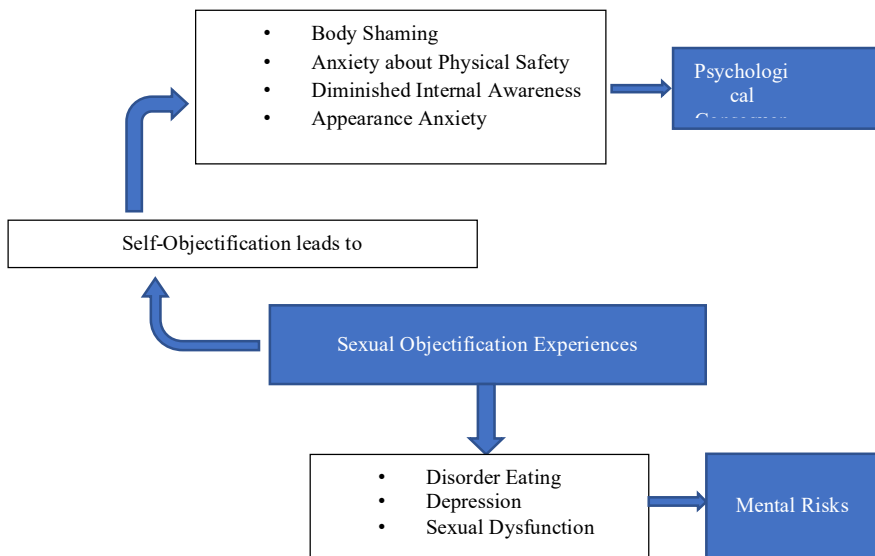 • Body Shaming
• Anxiety about Physical Safety
• Diminished Internal Awareness
• Appearance Anxiety
Psychologi
cal
Self-Objectification leads to
Sexual Objectification Experiences
• Disorder Eating
• Depression
• Sexual Dysfunction
Mental Risks